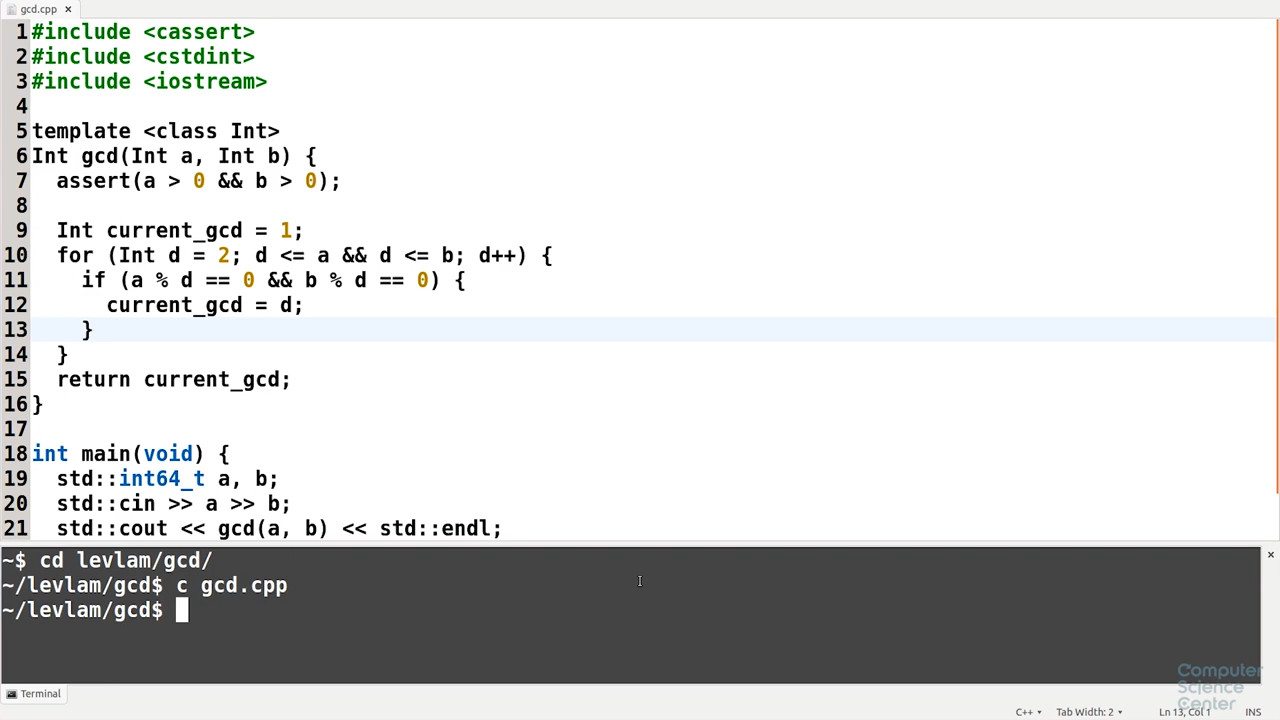 gcd.cpp ×
1 #include <cassert>
2 #include <cstdint>
3 #include <iostream>
4
5 template <class Int>
6 Int gcd(Int a, Int b) {
7   assert(a > 0 && b > 0);
8
9   Int current_gcd = 1;
10   for (Int d = 2; d <= a && d <= b; d++) {
11     if (a % d == 0 && b % d == 0) {
12       current_gcd = d;
13     }
14   }
15   return current_gcd;
16 }
17
18 int main(void) {
19   std::int64_t a, b;
20   std::cin >> a >> b;
21   std::cout << gcd(a, b) << std::endl;
~$ cd levlam/gcd/
~/levlam/gcd$ c gcd.cpp
~/levlam/gcd$
Computer
Science
Center
Terminal
C++ Tab Width: 2 Ln 13, Col 1 INS